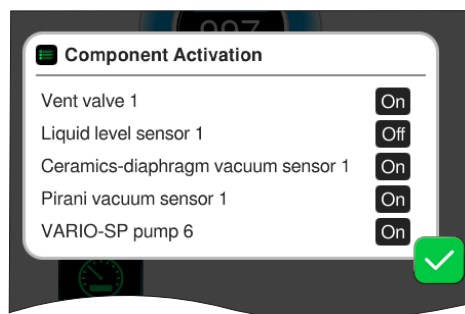 997
Component Activation
Vent valve 1 On
Liquid level sensor 1 Off
Ceramics-diaphragm vacuum sensor 1 On
Pirani vacuum sensor 1 On
VARIO-SP pump 6 On